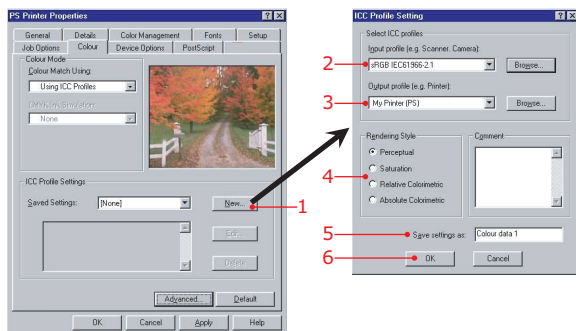 PS Printer Properties
General Details Color Management Fonts Setup
Job Options Colour Device Options PostScript
Colour Mode
Colour Match Using:
Using ICC Profiles
CMYK Ink Simulation:
None
ICC Profile Settings
Saved Settings: [None] New... 1
Edit...
Delete
Advanced... Default
OK Cancel Apply Help
ICC Profile Setting
Select ICC profiles
Input profile (e.g. Scanner, Camera):
2 sRGB IEC61966-2.1 Browse...
Output profile (e.g. Printer):
3 My Printer (PS) Browse...
Rendering Style Comment
Perceptual
4 Saturation
Relative Colorimetric
Absolute Colorimetric
5 Save settings as: Colour data 1
6 OK Cancel